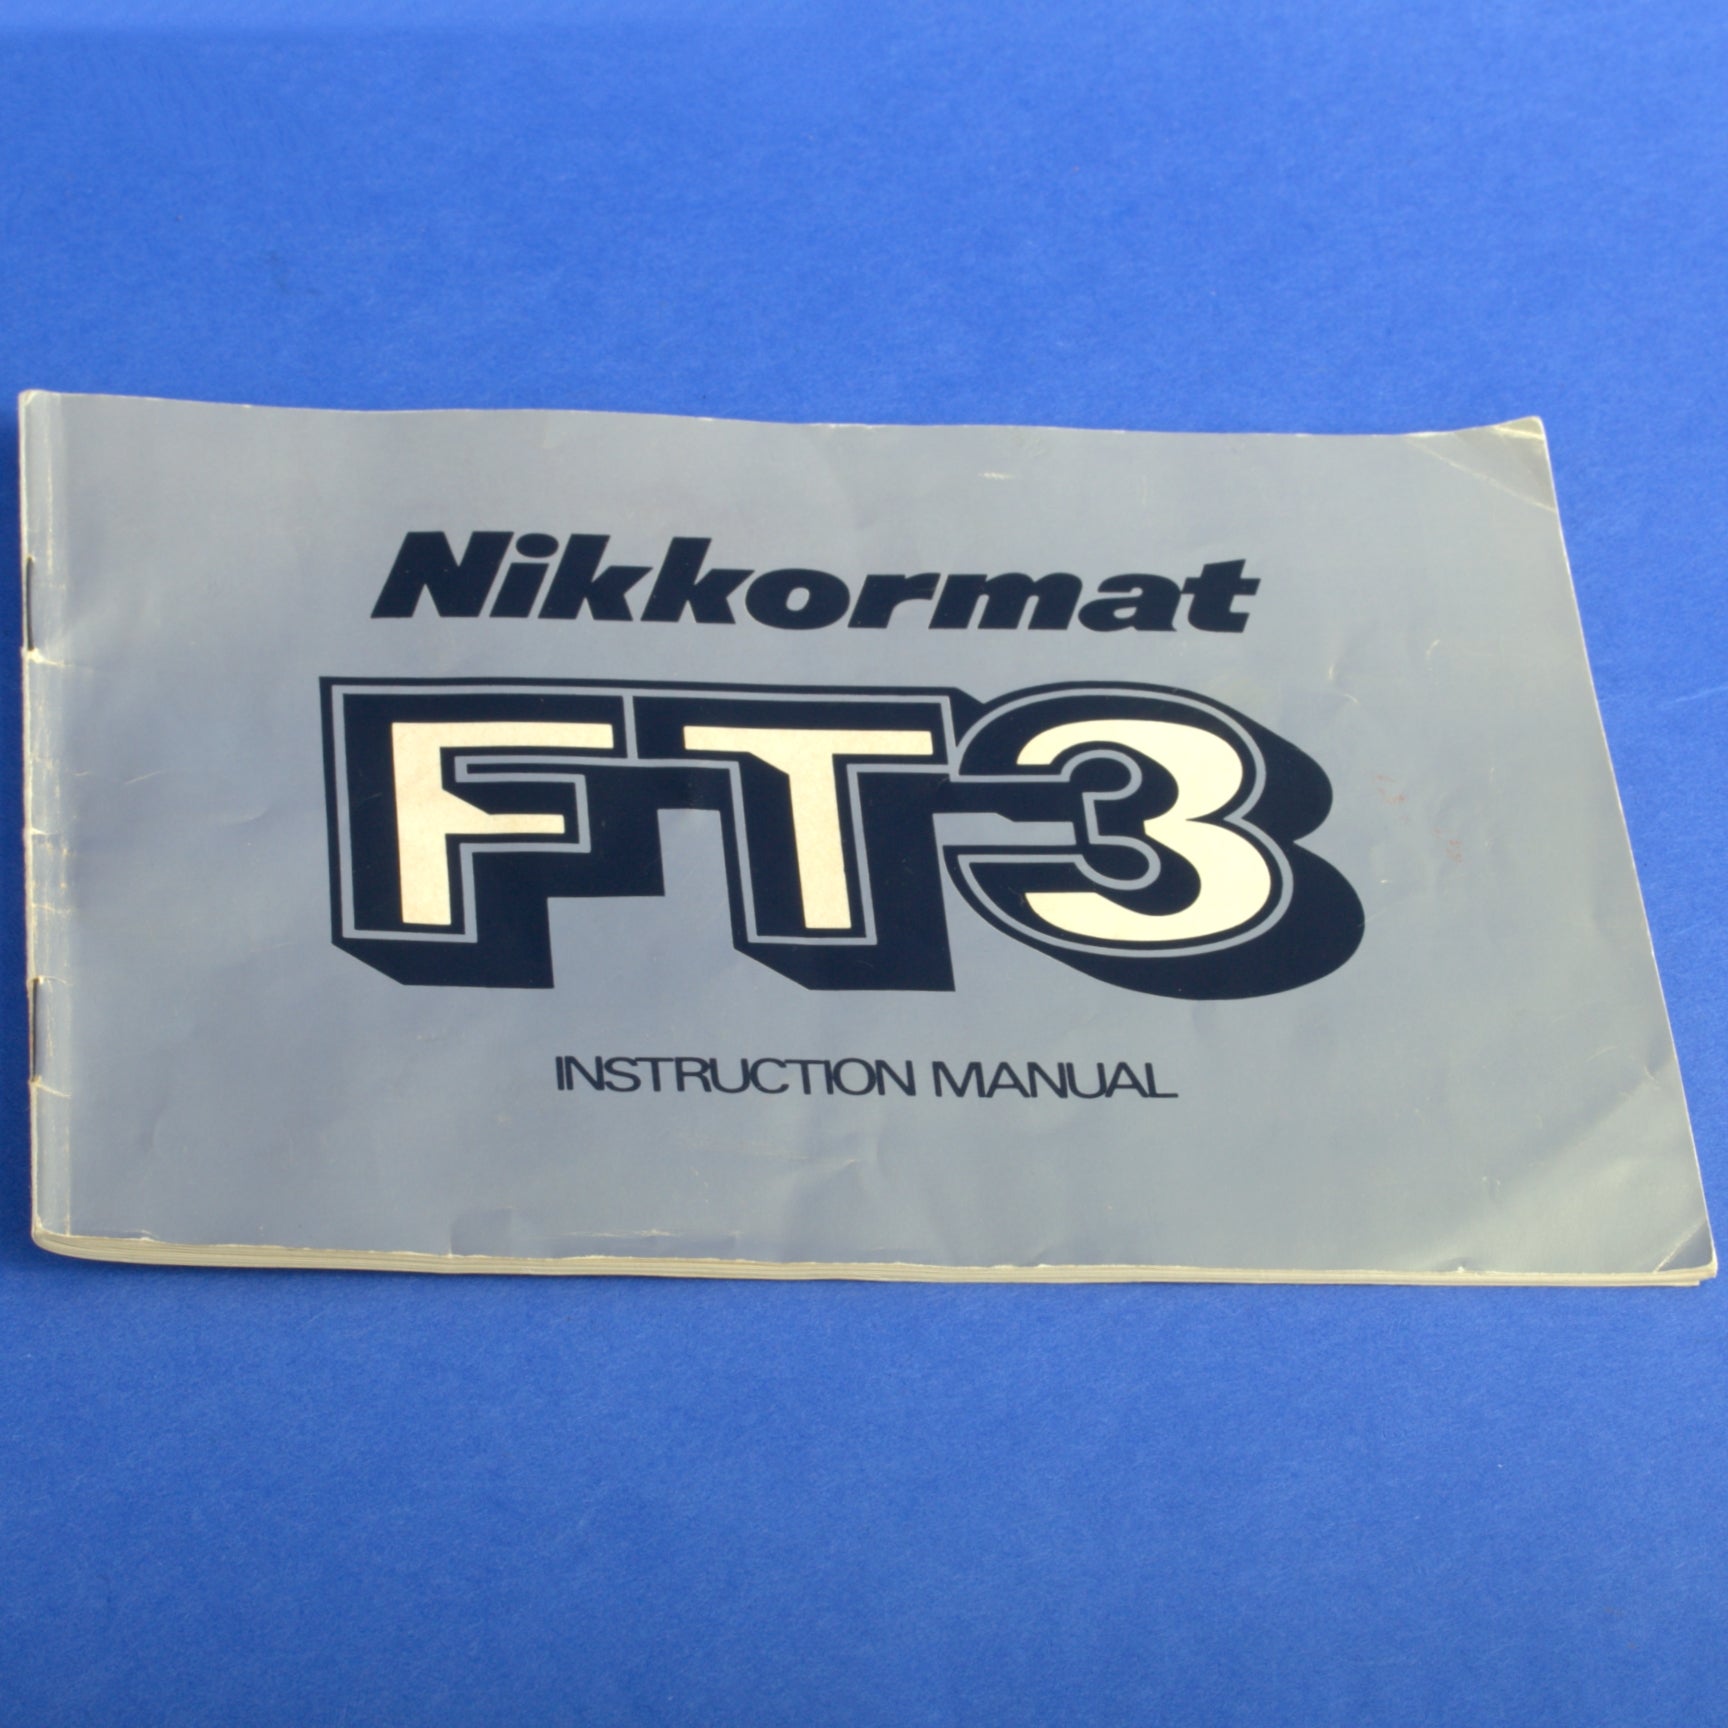 Nikkormat
FT3
INSTRUCTION MANUAL